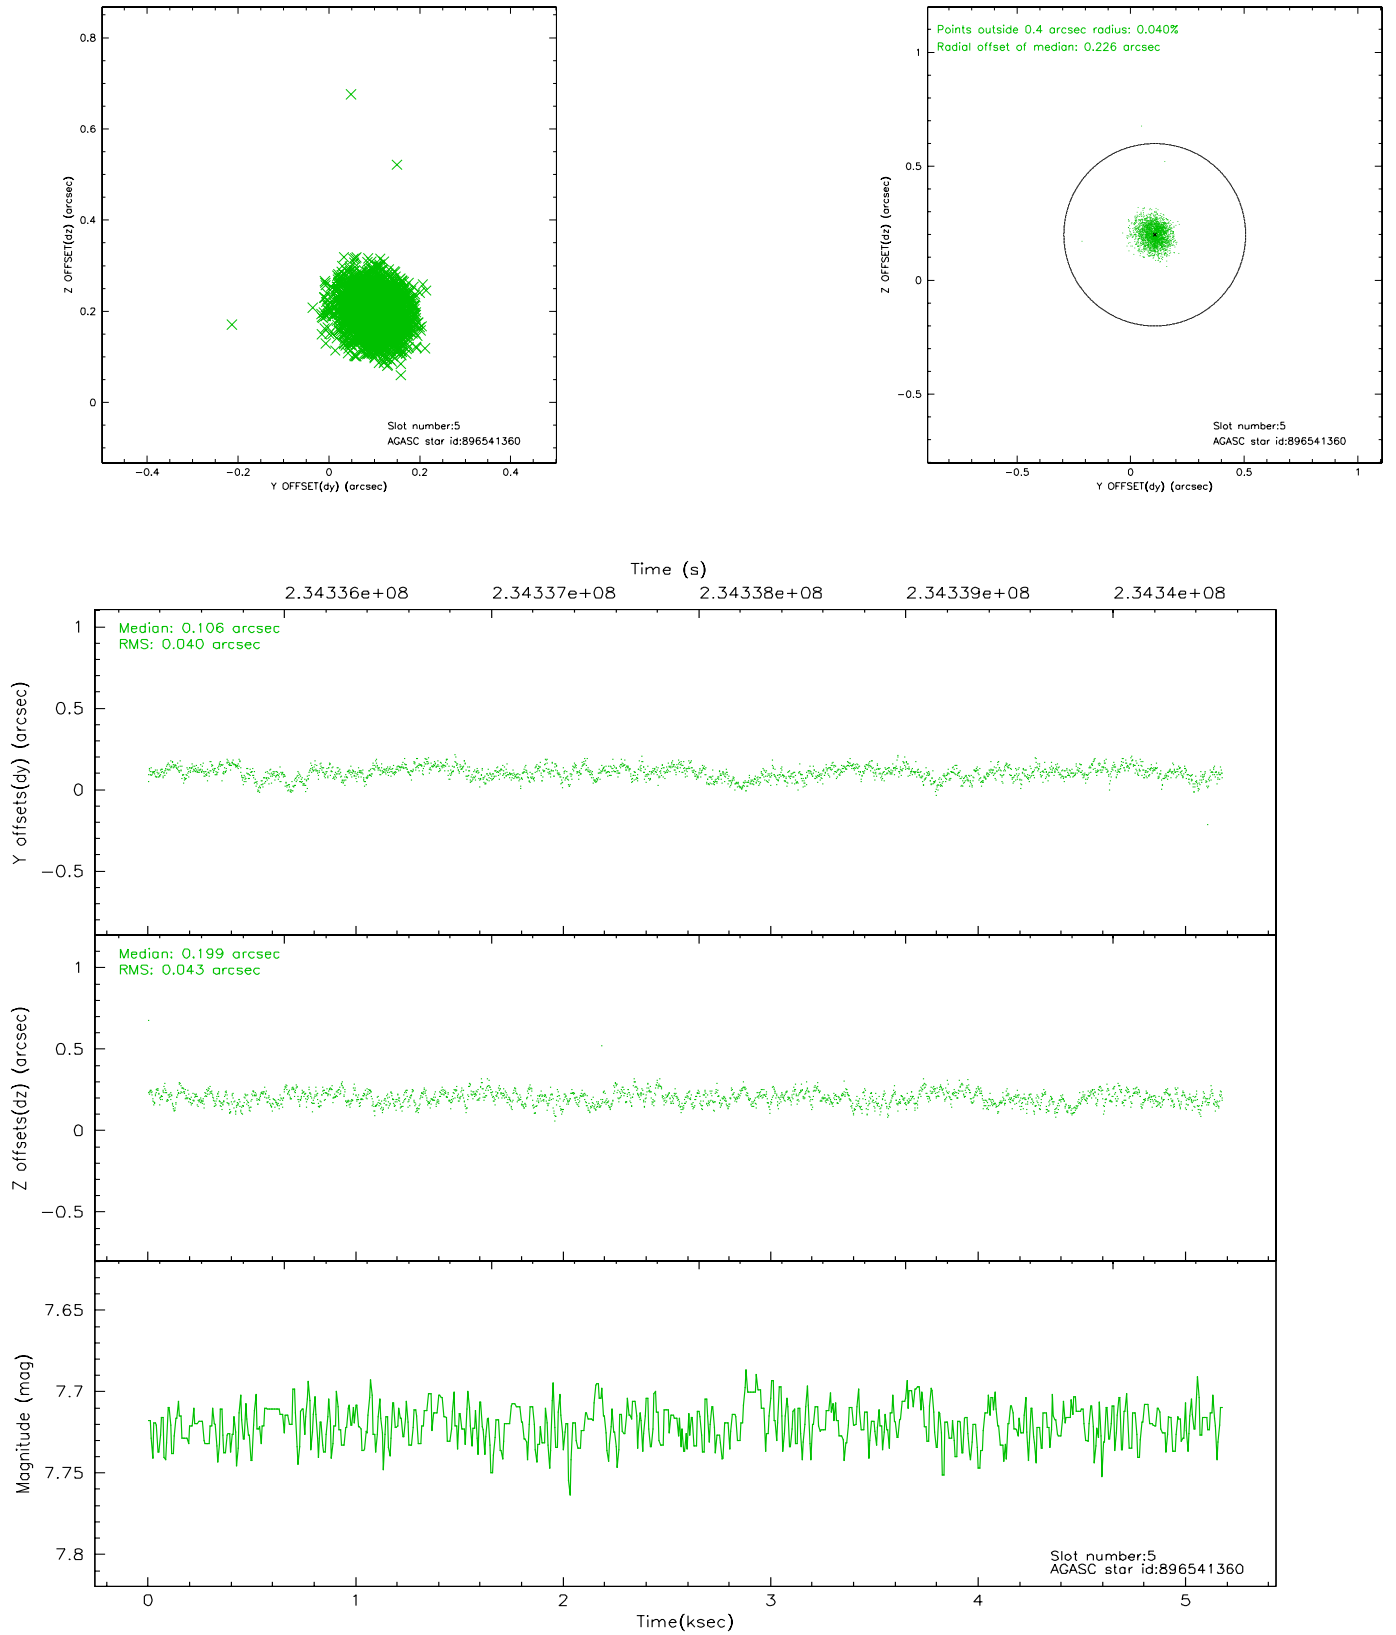 0.8
0.6
0.4
0.2
0
Z OFFSET(dz) (arcsec)
Slot number:5
AGASC star id:896541360
−0.4 −0.2 0 0.2 0.4
Y OFFSET(dy) (arcsec)
Points outside 0.4 arcsec radius: 0.040%
Radial offset of median: 0.226 arcsec
1
0.5
0
−0.5
Z OFFSET(dz) (arcsec)
Slot number:5
AGASC star id:896541360
−0.5 0 0.5 1
Y OFFSET(dy) (arcsec)
Time (s)
2.34336e+08 2.34337e+08 2.34338e+08 2.34339e+08 2.3434e+08
Median: 0.106 arcsec
RMS: 0.040 arcsec
1
0.5
0
−0.5
Y offsets(dy) (arcsec)
Median: 0.199 arcsec
RMS: 0.043 arcsec
1
0.5
0
−0.5
Z offsets(dz) (arcsec)
7.65
7.7
7.75
7.8
Magnitude (mag)
Slot number:5
AGASC star id:896541360
0 1 2 3 4 5
Time(ksec)